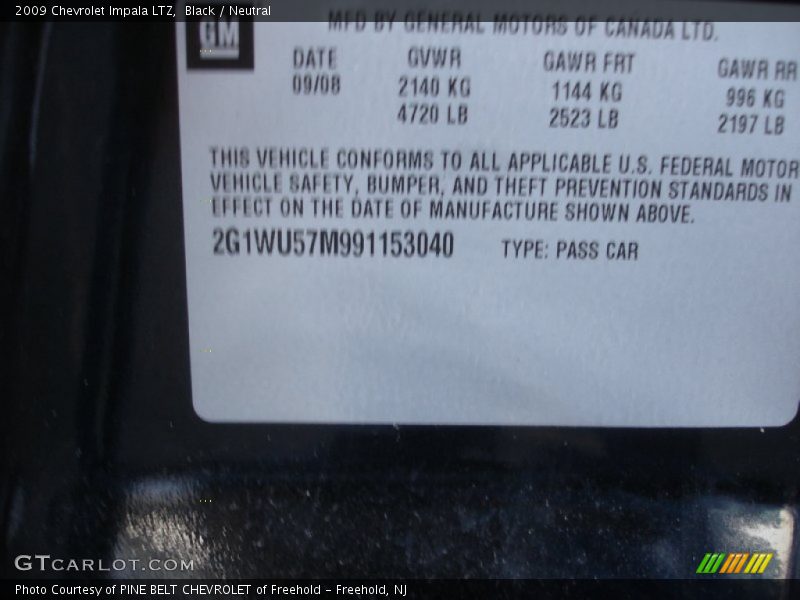 2009 Chevrolet Impala LTZ, Black / Neutral
GM
MFD BY GENERAL MOTORS OF CANADA LTD.
DATE GVWR GAWR FRT GAWR RR
09/08 2140 KG 1144 KG 996 KG
4720 LB 2523 LB 2197 LB
THIS VEHICLE CONFORMS TO ALL APPLICABLE U.S. FEDERAL MOTOR
VEHICLE SAFETY, BUMPER, AND THEFT PREVENTION STANDARDS IN
EFFECT ON THE DATE OF MANUFACTURE SHOWN ABOVE.
2G1WU57M991153040 TYPE: PASS CAR
GTcarlot.com
Photo Courtesy of PINE BELT CHEVROLET of Freehold - Freehold, NJ